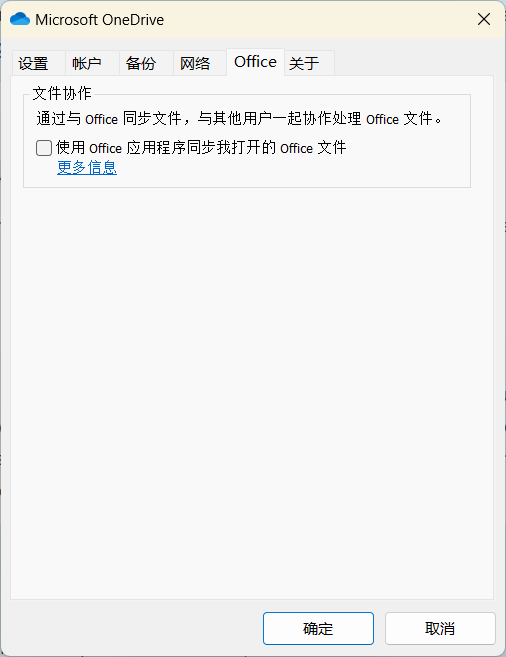 Microsoft OneDrive
设置 帐户 备份 网络 Office 关于
文件协作
通过与 Office 同步文件，与其他用户一起协作处理 Office 文件。
使用 Office 应用程序同步我打开的 Office 文件
更多信息
确定 取消